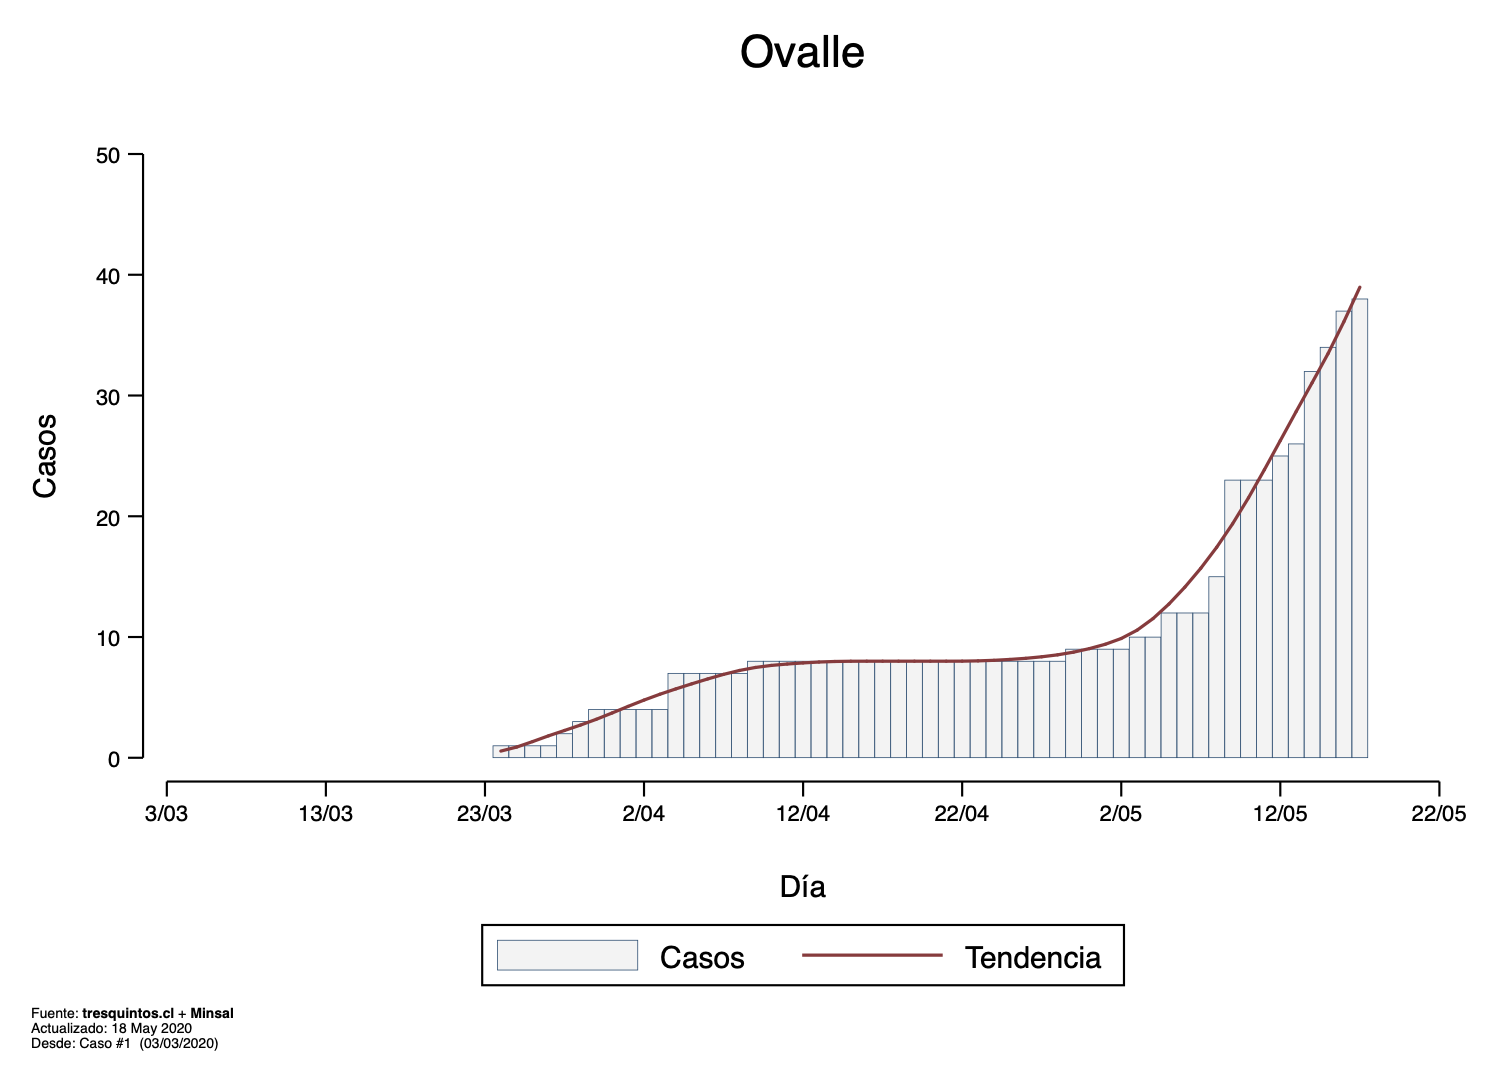 Ovalle
50
40
30
20
10
0
Casos
3/03 13/03 23/03 2/04 12/04 22/04 2/05 12/05 22/05
Día
Casos Tendencia
Fuente: tresquintos.cl + Minsal
Actualizado: 18 May 2020
Desde: Caso #1 (03/03/2020)